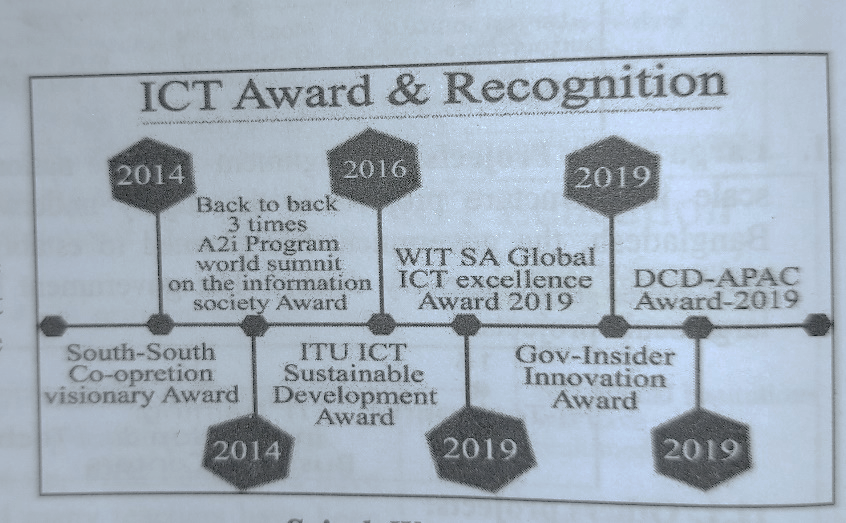 ICT Award & Recognition
2014
2016
2019
Back to back
3 times
A2i Program
world sumnit
on the information
society Award
WIT SA Global
ICT excellence
Award 2019
DCD-APAC
Award-2019
South-South
Co-opretion
visionary Award
ITU ICT
Sustainable
Development
Award
Gov-Insider
Innovation
Award
2014
2019
2019